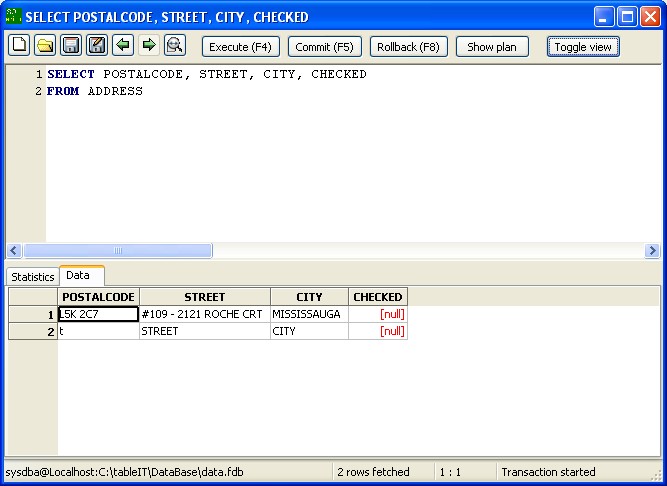 SELECT POSTALCODE, STREET, CITY, CHECKED
Execute (F4) Commit (F5) Rollback (F8) Show plan Toggle view
1 SELECT POSTALCODE, STREET, CITY, CHECKED
2 FROM ADDRESS
Statistics Data
POSTALCODE STREET CITY CHECKED
1 L5K 2C7 #109 - 2121 ROCHE CRT MISSISSAUGA [null]
2 t STREET CITY [null]
sysdba@Localhost:C:\tableIT\DataBase\data.fdb 2 rows fetched 1 : 1 Transaction started